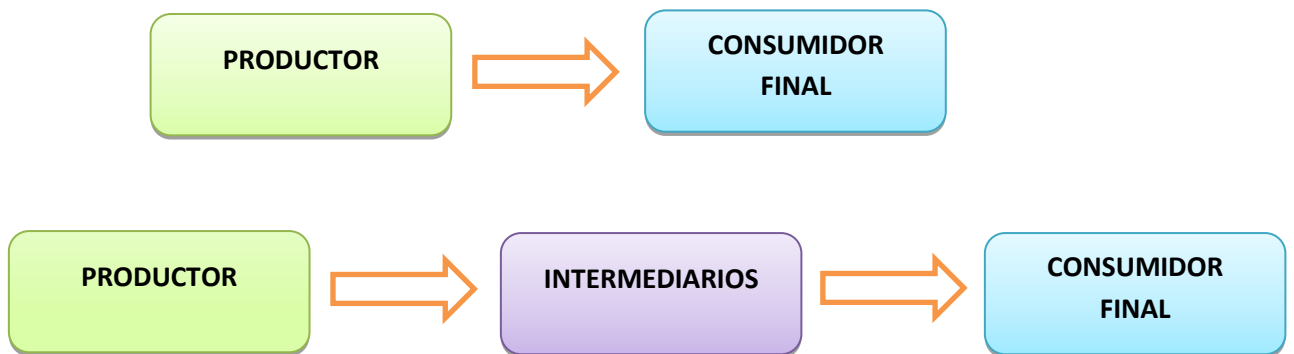 PRODUCTOR
CONSUMIDOR
FINAL
PRODUCTOR
INTERMEDIARIOS
CONSUMIDOR
FINAL